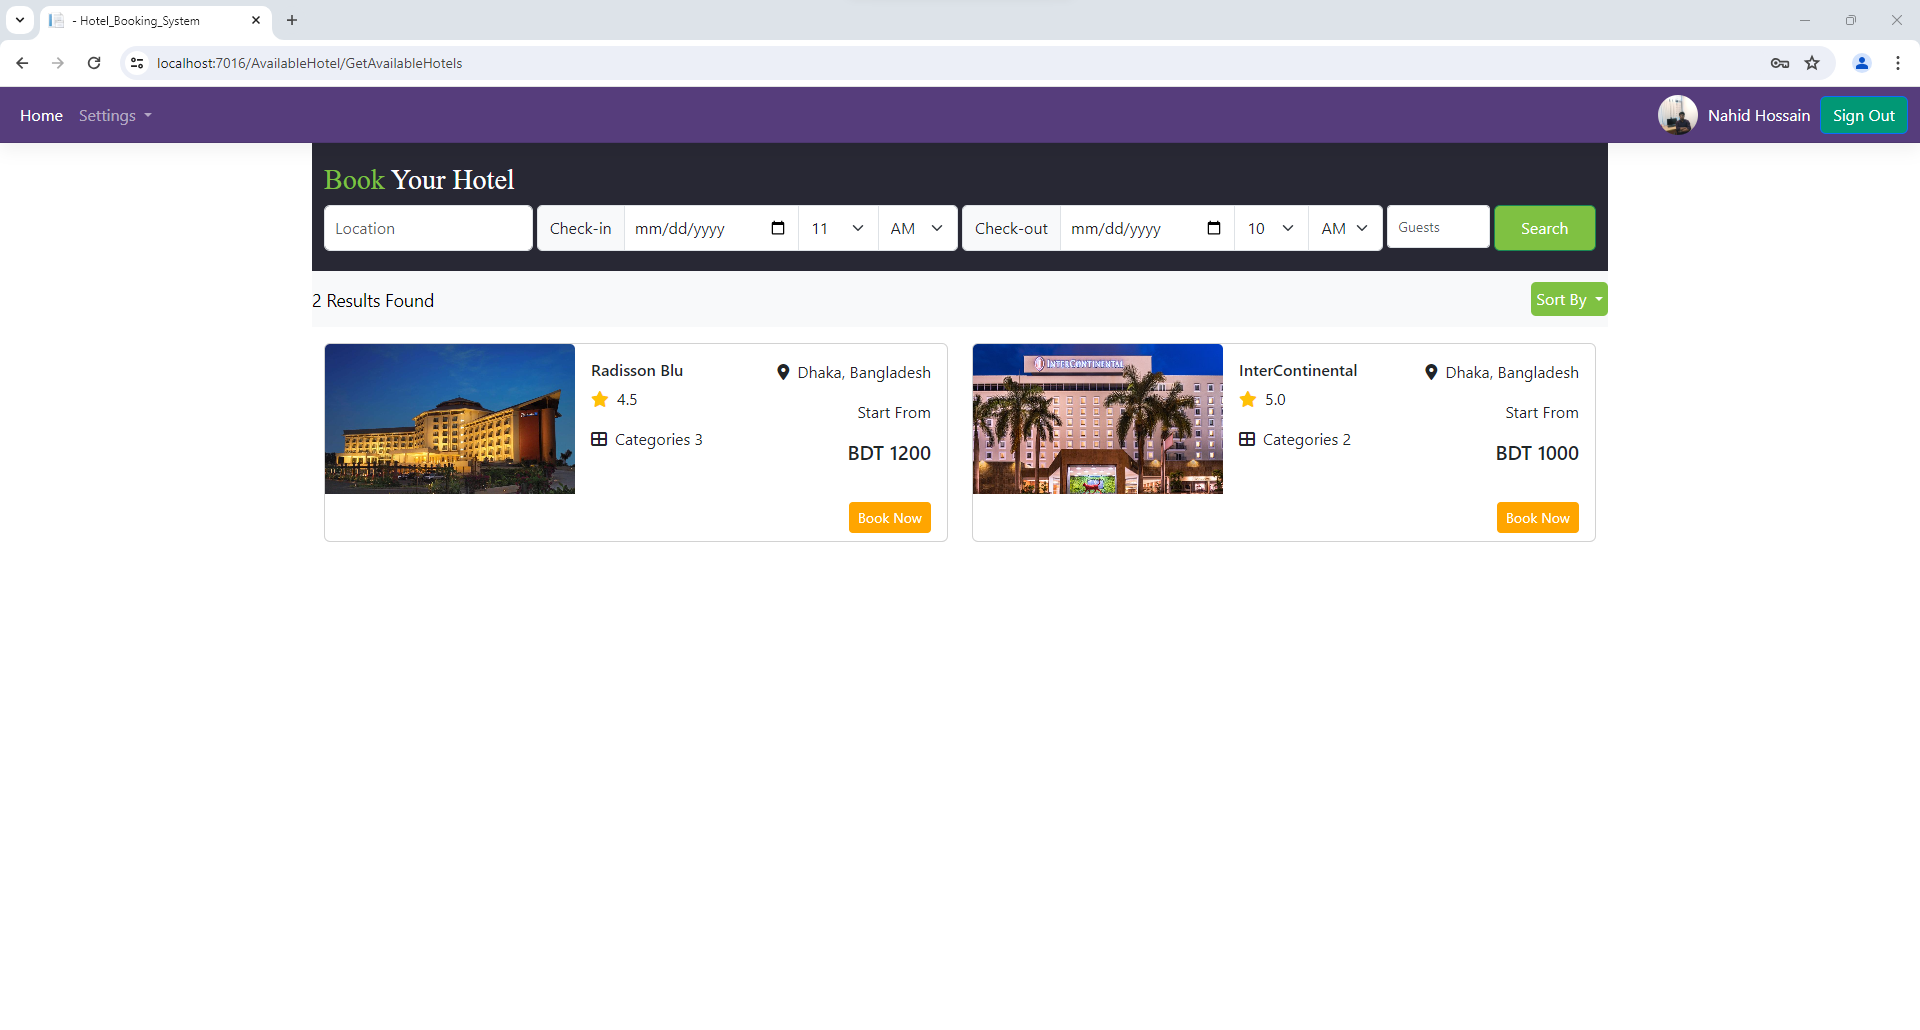 - Hotel_Booking_System
localhost:7016/AvailableHotel/GetAvailableHotels
Home Settings Nahid Hossain Sign Out
Book Your Hotel
Location Check-in mm/dd/yyyy 11 AM Check-out mm/dd/yyyy 10 AM Guests Search
2 Results Found Sort By
Radisson Blu
Dhaka, Bangladesh
4.5
Start From
Categories 3
BDT 1200
Book Now
INTERCONTINENTAL
InterContinental
Dhaka, Bangladesh
5.0
Start From
Categories 2
BDT 1000
Book Now